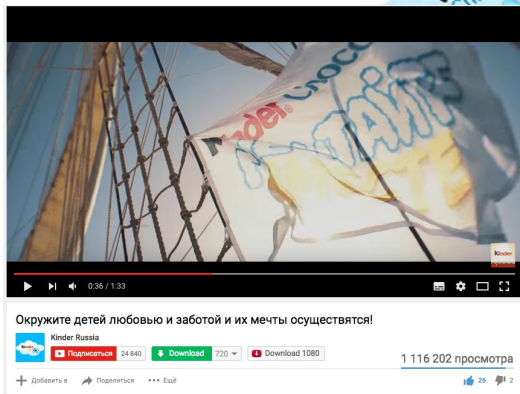 Kinder Choco
ЕТАЙТЕ
Kinder
0:36 / 1:33
Окружите детей любовью и заботой и их мечты осуществятся!
Kinder Russia
Подписаться 24 840 Download 720 Download 1080
1 116 202 просмотра
Добавить в Поделиться Ещё 26 2